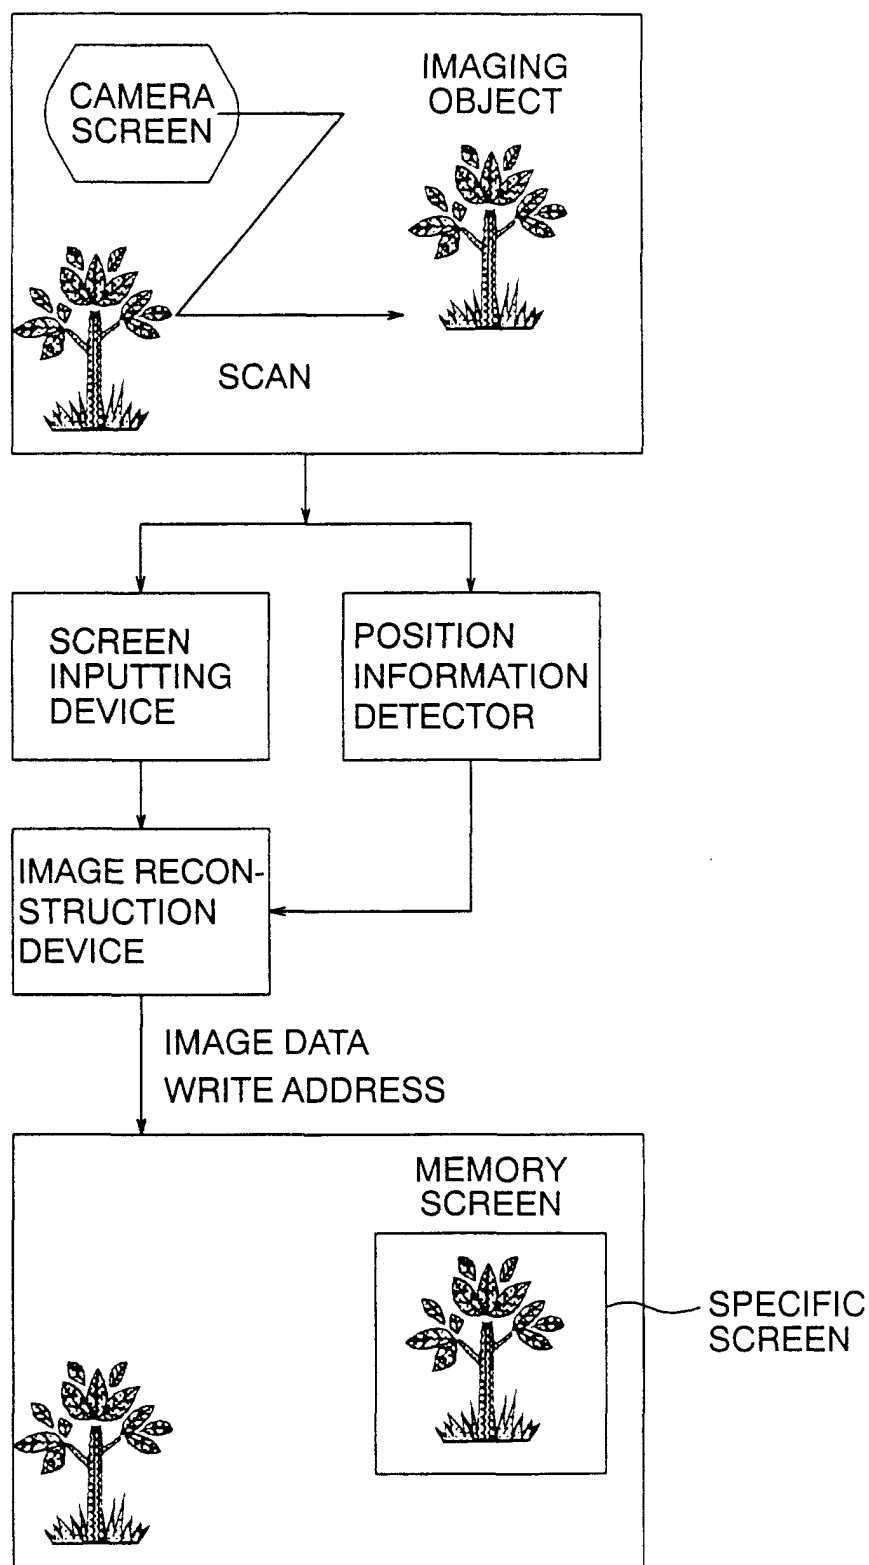 CAMERA
SCREEN
IMAGING
OBJECT
SCAN
SCREEN
INPUTTING
DEVICE
POSITION
INFORMATION
DETECTOR
IMAGE RECON-
STRUCTION
DEVICE
IMAGE DATA
WRITE ADDRESS
MEMORY
SCREEN
SPECIFIC
SCREEN